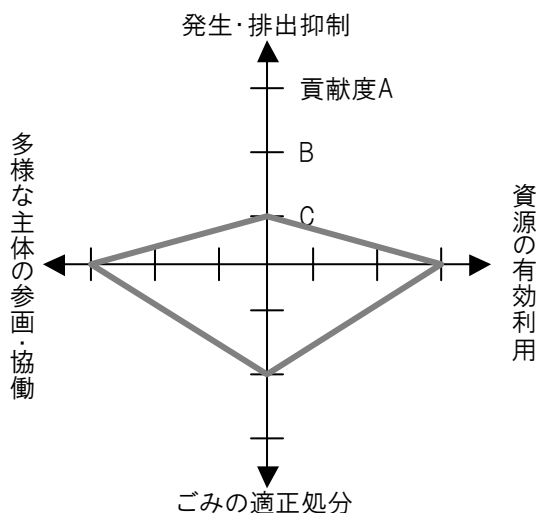 発生･排出抑制
貢献度A
B
C
多様な主体の参画･協働
資源の有効利用
ごみの適正処分